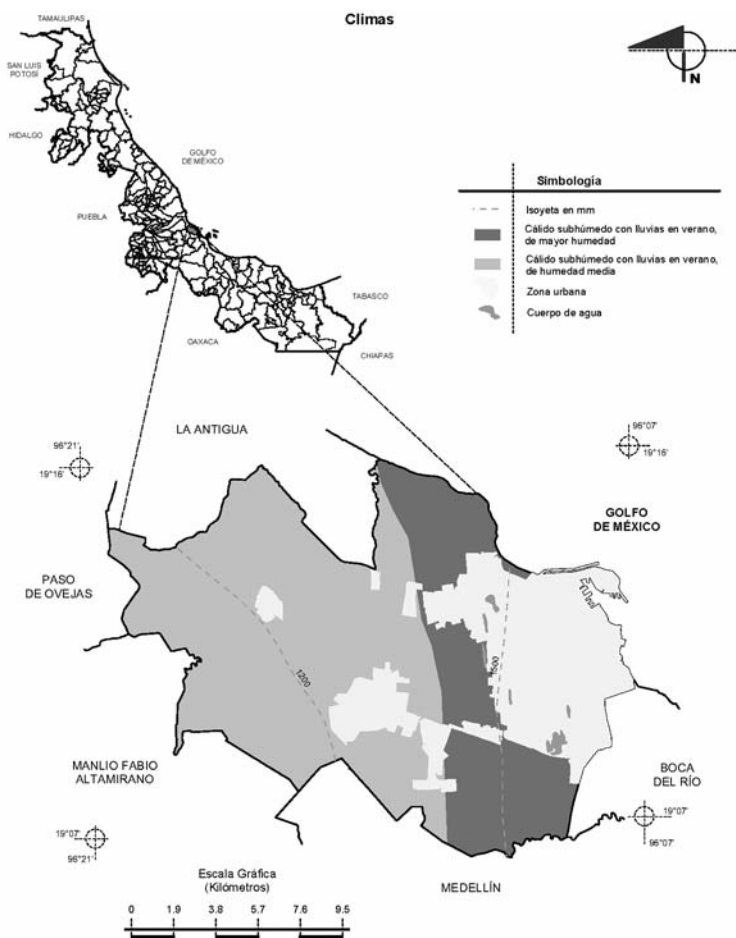 Climas
TAMAULIPAS
SAN LUIS
POTOSÍ
HIDALGO
GOLFO
DE MÉXICO
PUEBLA
TABASCO
OAXACA
CHIAPAS
N
Simbología
Isoyeta en mm
Cálido subhúmedo con lluvias en verano,
de mayor humedad
Cálido subhúmedo con lluvias en verano,
de humedad media
Zona urbana
Cuerpo de agua
LA ANTIGUA
96°21'
19°16'
96°07'
19°16'
GOLFO
DE MÉXICO
PASO
DE OVEJAS
1200
1500
MANLIO FABIO
ALTAMIRANO
BOCA
DEL RÍO
19°07'
96°21'
19°07'
96°07'
MEDELLÍN
Escala Gráfica
(Kilómetros)
0 1.9 3.8 5.7 7.6 9.5